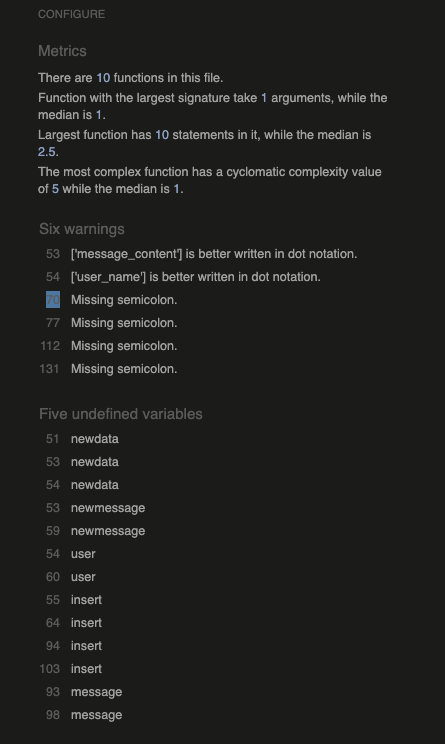 CONFIGURE
Metrics
There are 10 functions in this file.
Function with the largest signature take 1 arguments, while the
median is 1.
Largest function has 10 statements in it, while the median is
2.5.
The most complex function has a cyclomatic complexity value
of 5 while the median is 1.
Six warnings
53 ['message_content'] is better written in dot notation.
54 ['user_name'] is better written in dot notation.
70 Missing semicolon.
77 Missing semicolon.
112 Missing semicolon.
131 Missing semicolon.
Five undefined variables
51 newdata
53 newdata
54 newdata
53 newmessage
59 newmessage
54 user
60 user
55 insert
64 insert
94 insert
103 insert
93 message
98 message